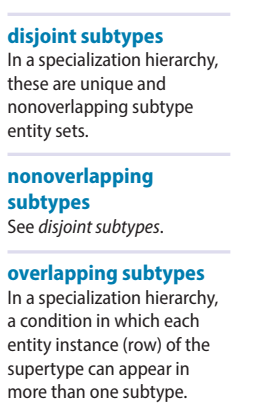 disjoint subtypes
In a specialization hierarchy,
these are unique and
nonoverlapping subtype
entity sets.
nonoverlapping
subtypes
See disjoint subtypes.
overlapping subtypes
In a specialization hierarchy,
a condition in which each
entity instance (row) of the
supertype can appear in
more than one subtype.